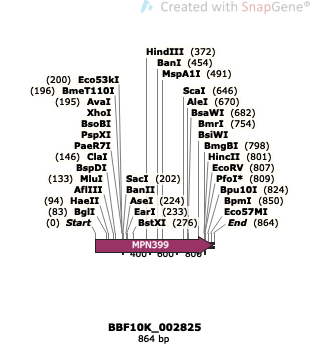 Created with SnapGene®
HindIII (372)
BanI (454)
MspA1I (491)
(200) Eco53kI
(196) BmeT110I
(195) AvaI
XhoI
BsoBI
PspXI
PaeR7I
(146) ClaI
BspDI
(133) MluI
AflIII
(94) HaeII
(83) BglI
(0) Start
SacI (202)
BanII
AseI (224)
EarI (233)
BstXI (276)
ScaI (646)
AleI (670)
BsaWI (682)
BmrI (754)
BsiWI
BmgBI (798)
HincII (801)
EcoRV (807)
PfoI* (809)
Bpu10I (824)
BpmI (850)
Eco57MI
End (864)
MPN399
400 600 800
BBF10K_002825
864 bp